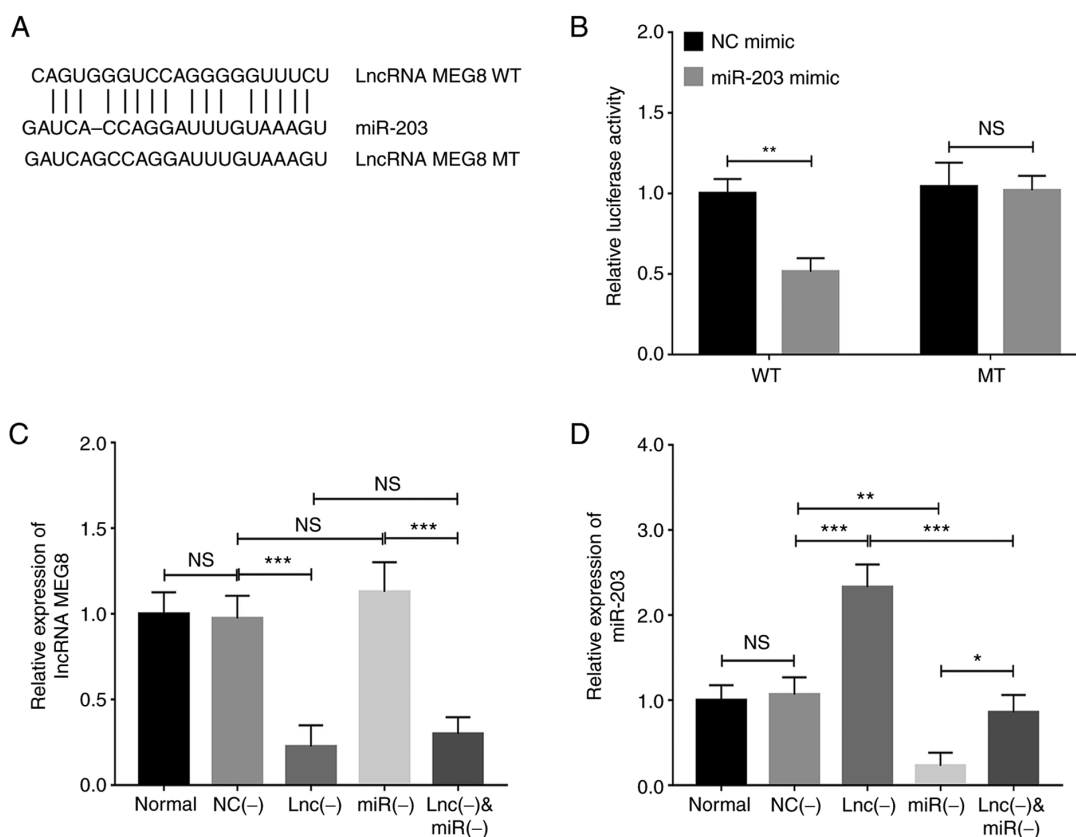 A
CAGUGGGUCCAGGGGGUUUCU LncRNA MEG8 WT
GAUCA–CCAGGAUUUGUAAAGU miR-203
GAUCAGCCAGGAUUUGUAAAGU LncRNA MEG8 MT
B
NC mimic
miR-203 mimic
Relative luciferase activity
2.0
1.5
1.0
0.5
0.0
**
NS
WT
MT
C
Relative expression of
lncRNA MEG8
2.0
1.5
1.0
0.5
0.0
NS
NS
***
NS
***
Normal
NC(–)
Lnc(–)
miR(–)
Lnc(–)&
miR(–)
D
Relative expression of
miR-203
4.0
3.0
2.0
1.0
0.0
**
***
***
NS
*
Normal
NC(–)
Lnc(–)
miR(–)
Lnc(–)&
miR(–)